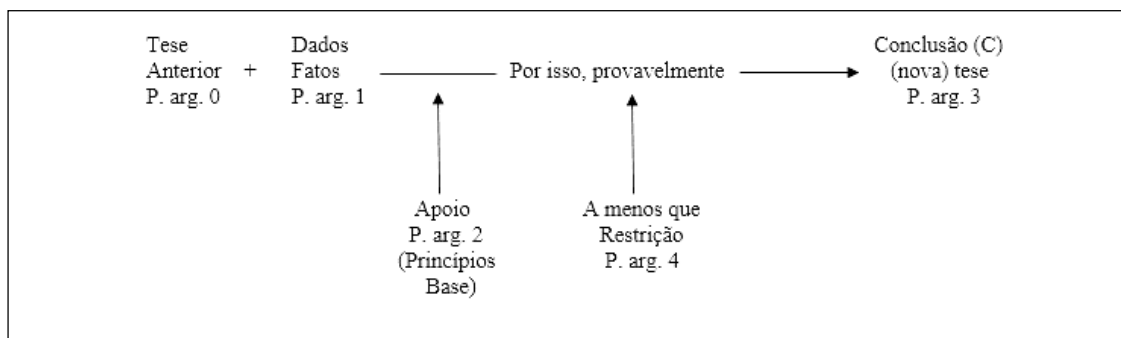 Tese
Anterior +
P. arg. 0
Dados
Fatos
P. arg. 1
Por isso, provavelmente
Conclusão (C)
(nova) tese
P. arg. 3
Apoio
P. arg. 2
(Princípios
Base)
A menos que
Restrição
P. arg. 4